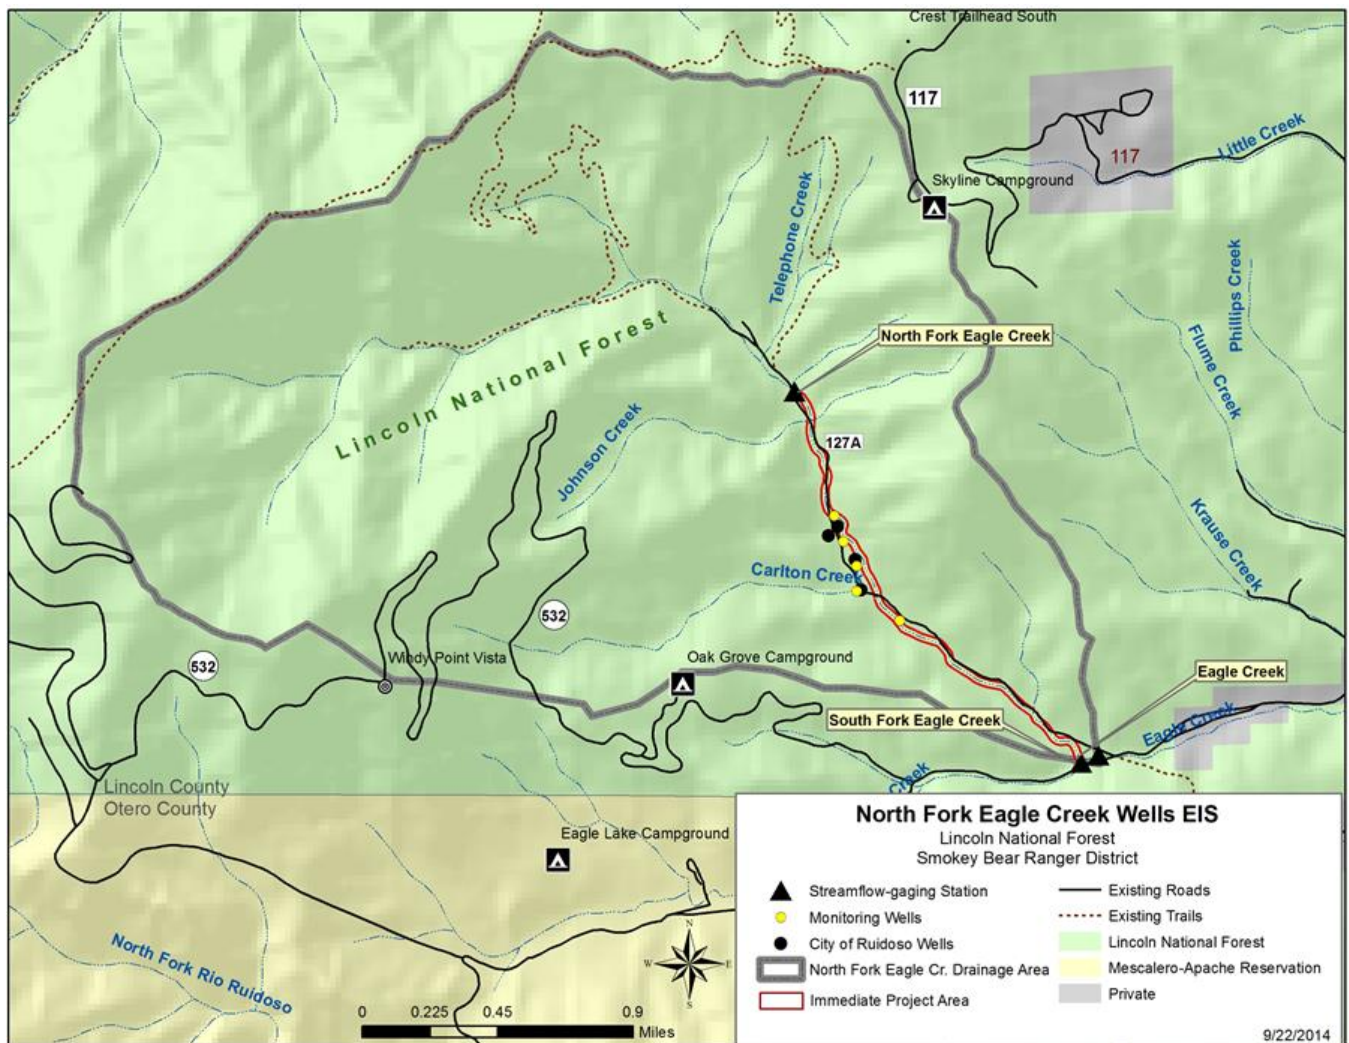 Crest Trailhead South
117
Little Creek
117
Skyline Campground
Telephone Creek
Phillips Creek
Flume Creek
North Fork Eagle Creek
Lincoln National Forest
Johnson Creek
127A
Krause Creek
Carlton Creek
532
Windy Point Vista
Oak Grove Campground
532
Eagle Creek
South Fork Eagle Creek
Eagle Creek
Creek
Lincoln County
Otero County
Eagle Lake Campground
North Fork Rio Ruidoso
N
W
E
S
0 0.225 0.45 0.9
Miles
North Fork Eagle Creek Wells EIS
Lincoln National Forest
Smokey Bear Ranger District
Streamflow-gaging Station
Monitoring Wells
City of Ruidoso Wells
North Fork Eagle Cr. Drainage Area
Immediate Project Area
Existing Roads
Existing Trails
Lincoln National Forest
Mescalero-Apache Reservation
Private
9/22/2014